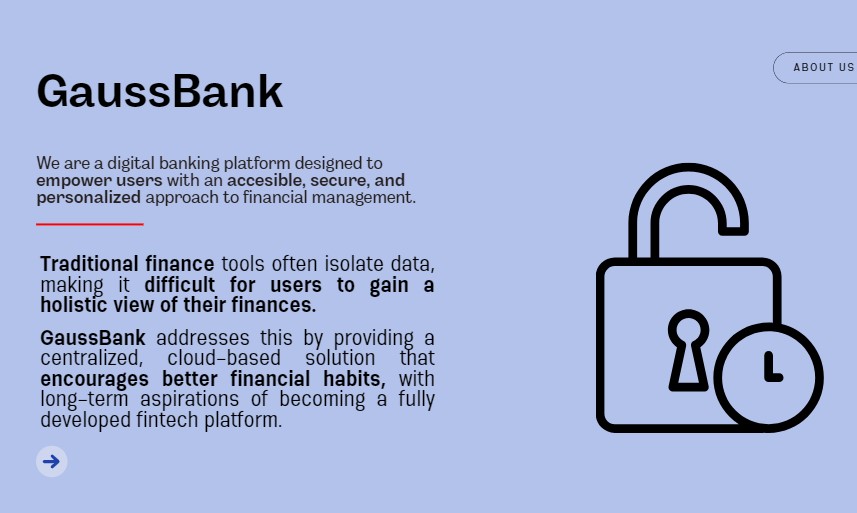 GaussBank
ABOUT US
We are a digital banking platform designed to
empower users with an accesible, secure, and
personalized approach to financial management.
Traditional finance tools often isolate data,
making it difficult for users to gain a
holistic view of their finances.
GaussBank addresses this by providing a
centralized, cloud-based solution that
encourages better financial habits, with
long-term aspirations of becoming a fully
developed fintech platform.